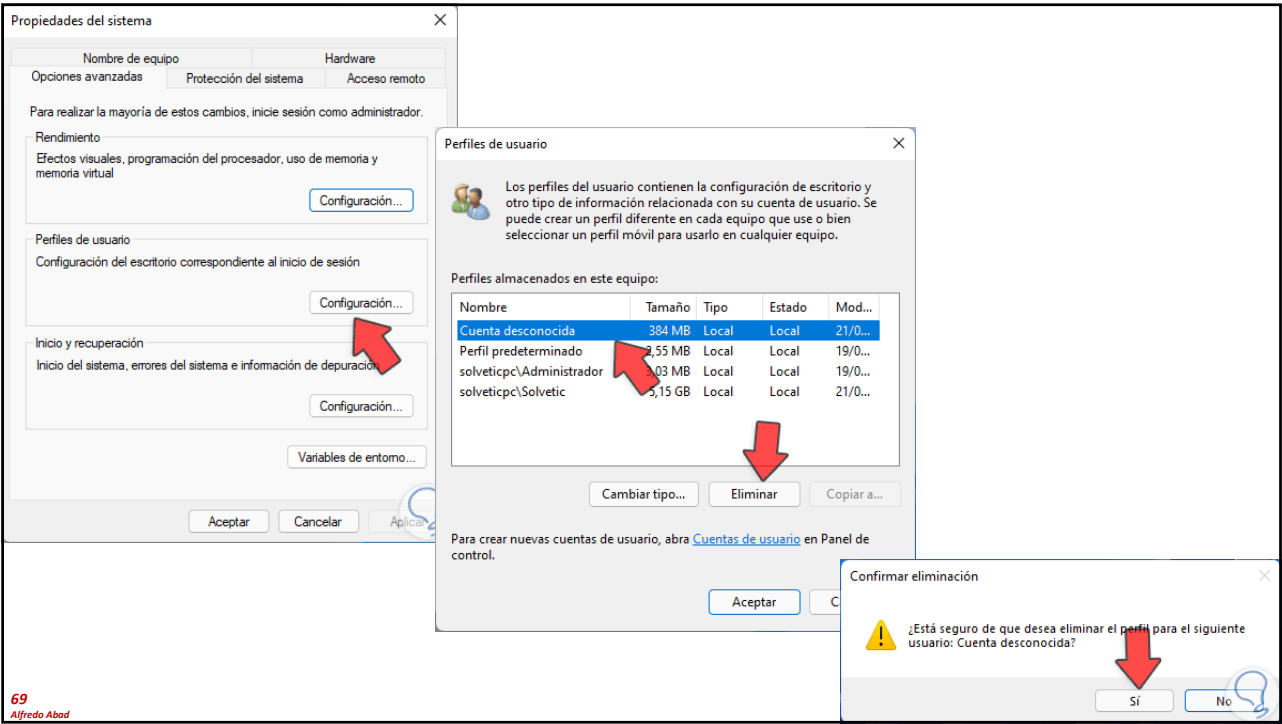 Propiedades del sistema
Nombre de equipo
Hardware
Opciones avanzadas
Protección del sistema
Acceso remoto
Para realizar la mayoría de estos cambios, inicie sesión como administrador.
Rendimiento
Efectos visuales, programación del procesador, uso de memoria y
memoria virtual
Configuración...
Perfiles de usuario
Configuración del escritorio correspondiente al inicio de sesión
Configuración...
Inicio y recuperación
Inicio del sistema, errores del sistema e información de depuración
Configuración...
Variables de entorno...
Aceptar
Cancelar
Perfiles de usuario
Los perfiles del usuario contienen la configuración de escritorio y
otro tipo de información relacionada con su cuenta de usuario. Se
puede crear un perfil diferente en cada equipo que use o bien
seleccionar un perfil móvil para usarlo en cualquier equipo.
Perfiles almacenados en este equipo:
Nombre Tamaño Tipo Estado Mod...
Cuenta desconocida 384 MB Local Local 21/0...
Perfil predeterminado MB Local Local 19/0...
solveticpc\Administrador MB Local Local 19/0...
solveticpc\Solvetic 5,15 GB Local Local 21/0...
Cambiar tipo...
Eliminar
Copiar a...
Para crear nuevas cuentas de usuario, abra Cuentas de usuario en Panel de
control.
Aceptar
Confirmar eliminación
¿Está seguro de que desea eliminar el perfil para el siguiente
usuario: Cuenta desconocida?
Sí
No
69
Alfredo Abad